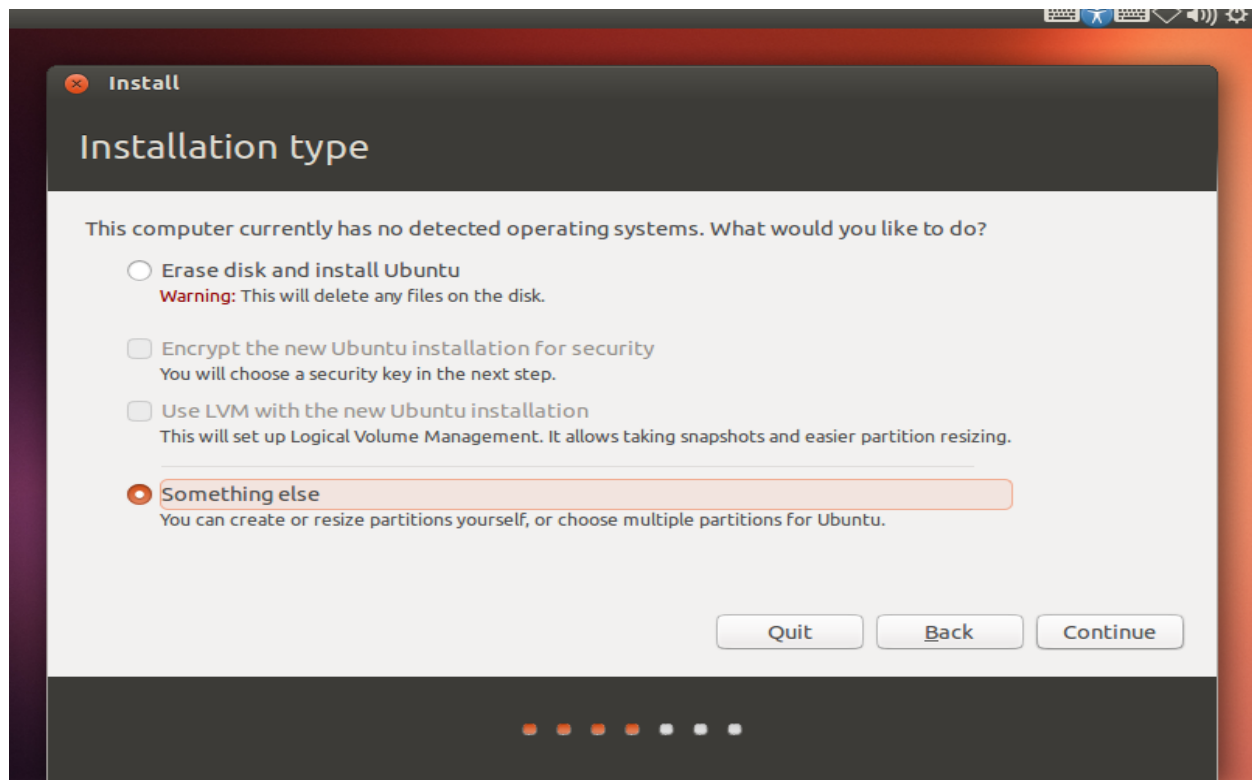 Install
Installation type
This computer currently has no detected operating systems. What would you like to do?
Erase disk and install Ubuntu
Warning: This will delete any files on the disk.
Encrypt the new Ubuntu installation for security
You will choose a security key in the next step.
Use LVM with the new Ubuntu installation
This will set up Logical Volume Management. It allows taking snapshots and easier partition resizing.
Something else
You can create or resize partitions yourself, or choose multiple partitions for Ubuntu.
Quit Back Continue